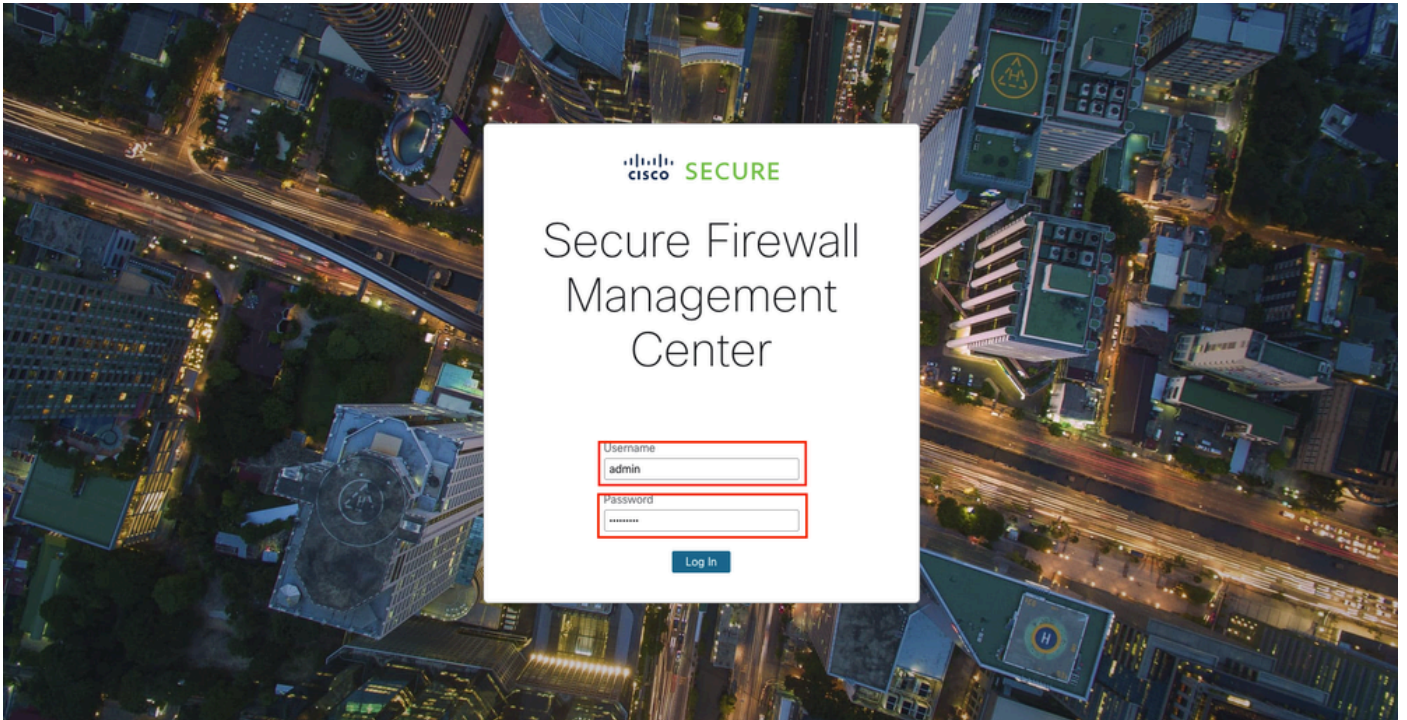 CISCO SECURE
Secure Firewall
Management
Center
Username
admin
Password
Log In
H